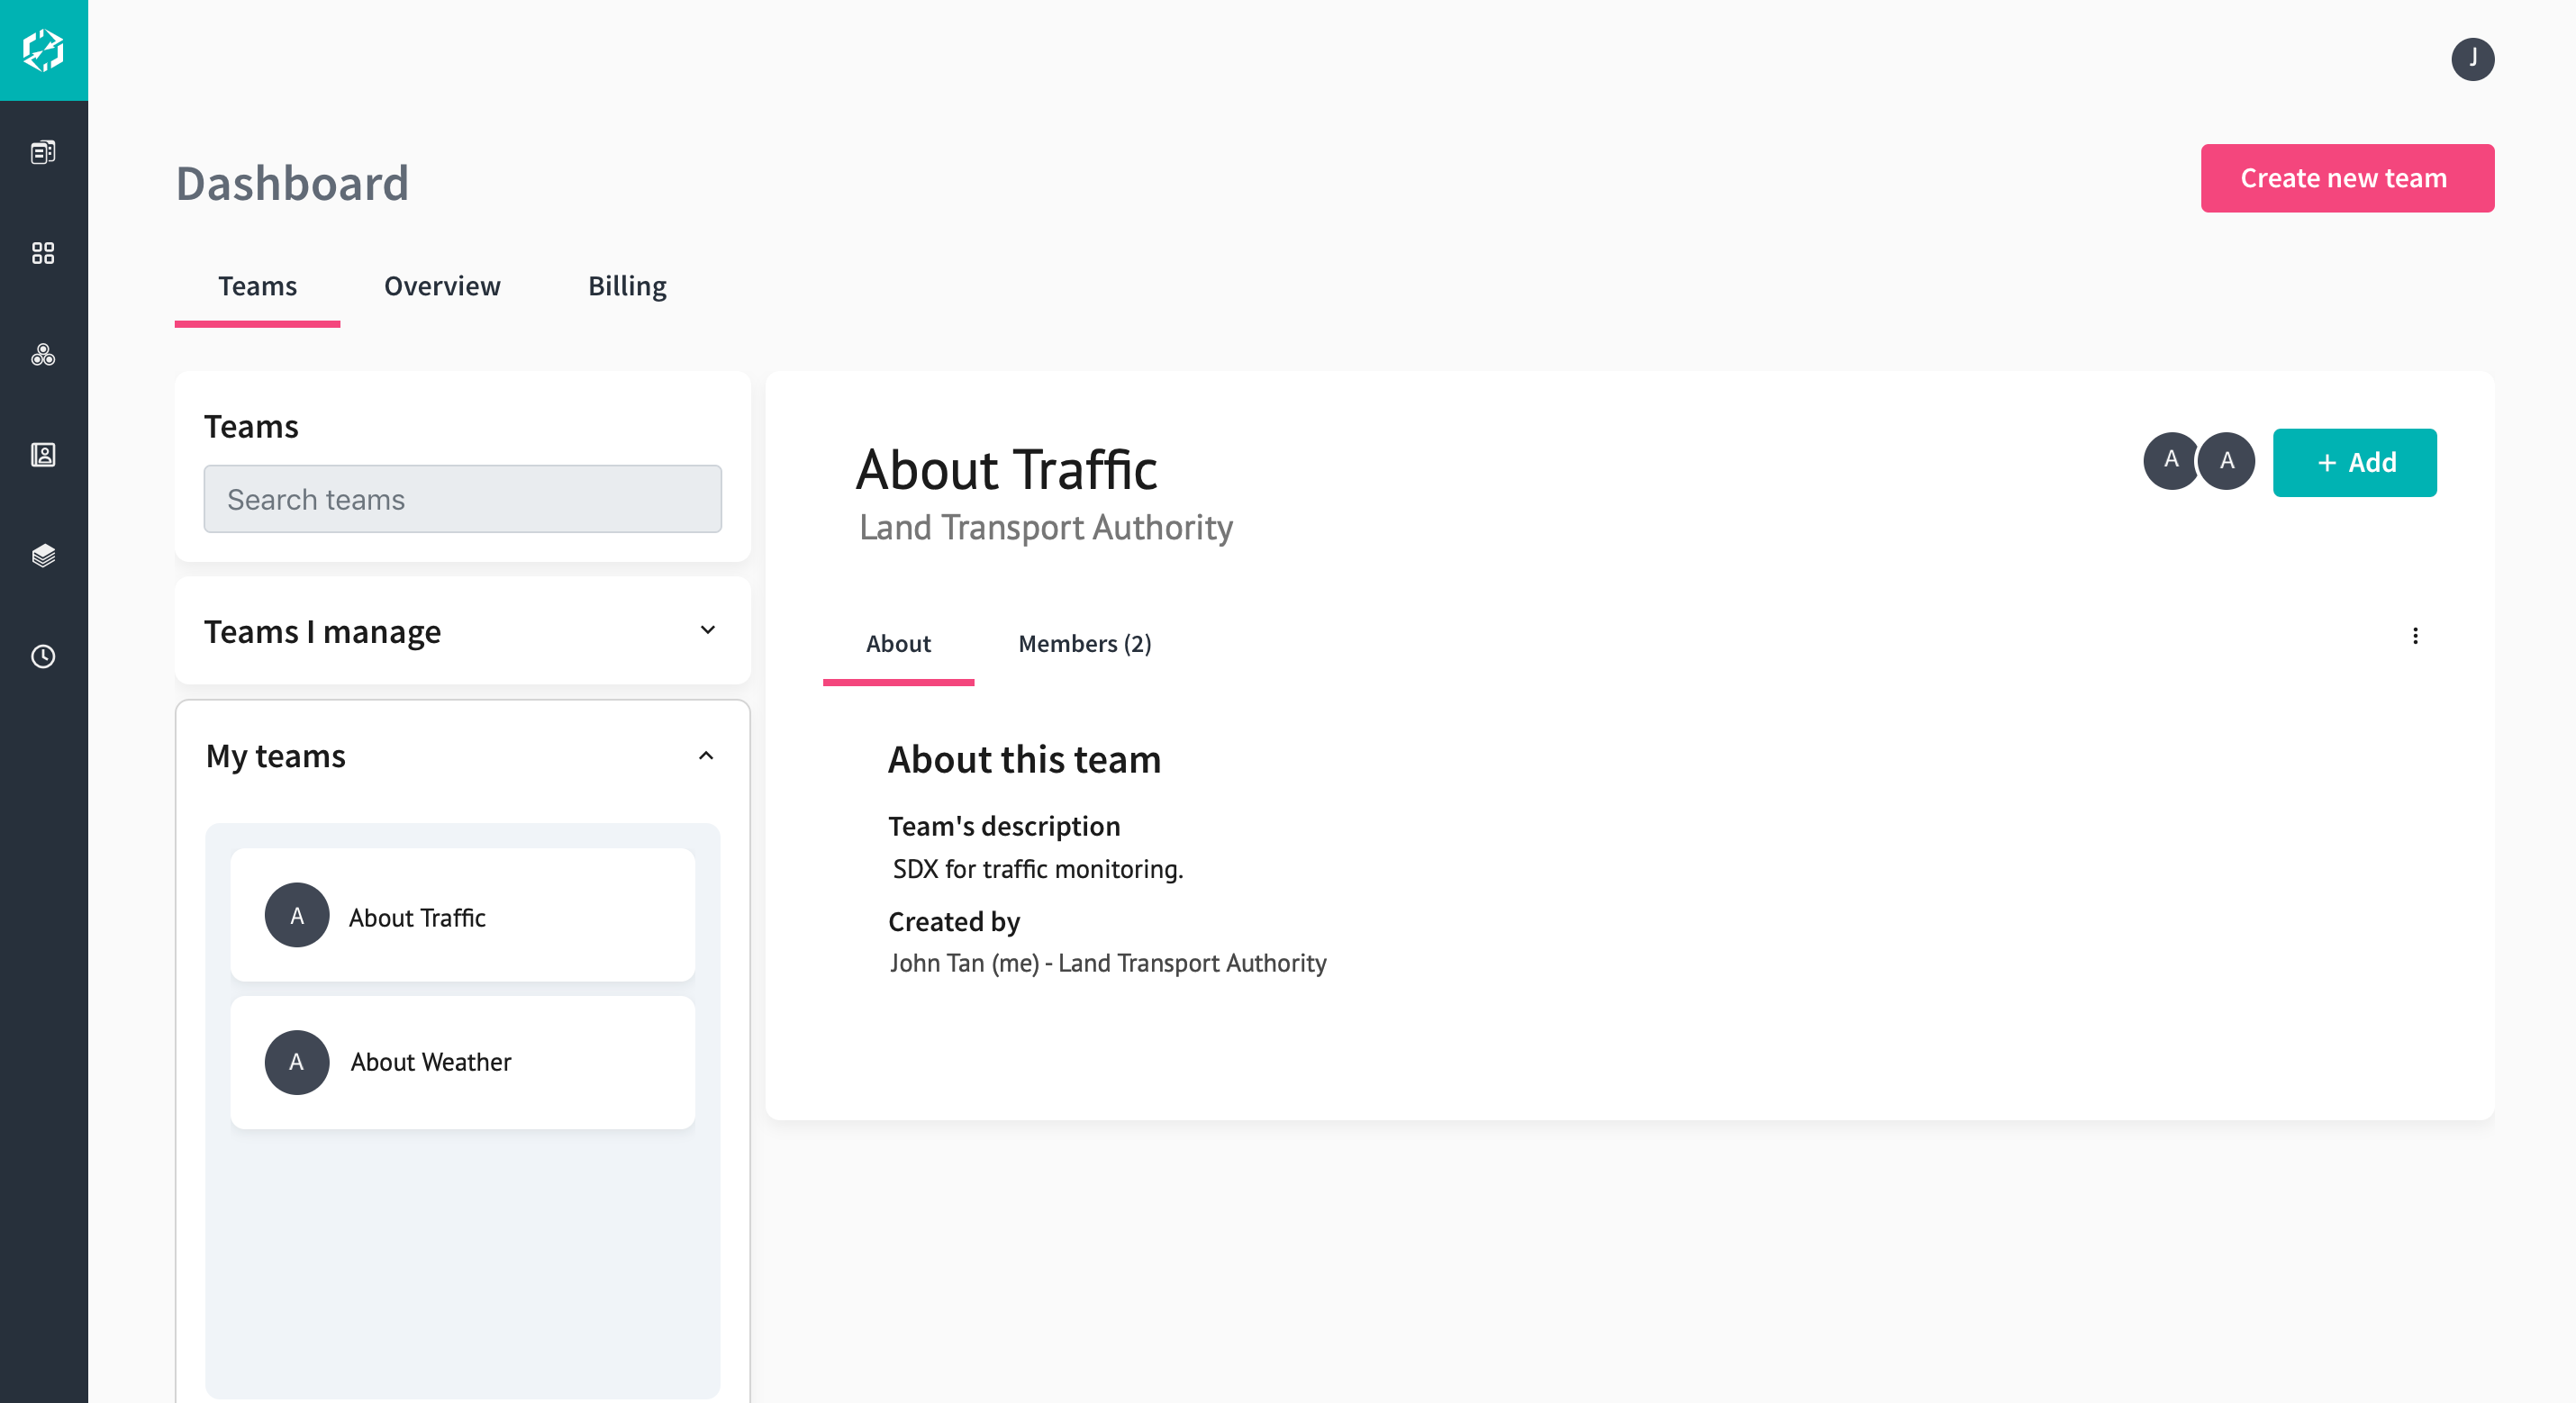 J
Dashboard
Create new team
Teams
Overview
Billing
Teams
Search teams
Teams I manage
My teams
A
About Traffic
A
About Weather
About Traffic
Land Transport Authority
A
A
+ Add
About
Members (2)
About this team
Team's description
SDX for traffic monitoring.
Created by
John Tan (me) - Land Transport Authority